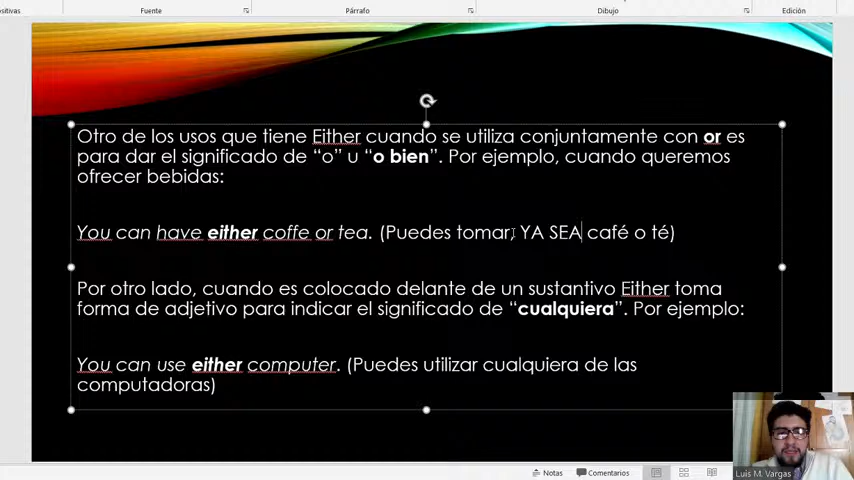 Fuente
Párrafo
Dibujo
Edición
Otro de los usos que tiene Either cuando se utiliza conjuntamente con or es
para dar el significado de “o” u “o bien”. Por ejemplo, cuando queremos
ofrecer bebidas:
You can have either coffe or tea. (Puedes tomar, YA SEA café o té)
Por otro lado, cuando es colocado delante de un sustantivo Either toma
forma de adjetivo para indicar el significado de “cualquiera”. Por ejemplo:
You can use either computer. (Puedes utilizar cualquiera de las
computadoras)
Luis M. Vargas
Notas
Comentarios